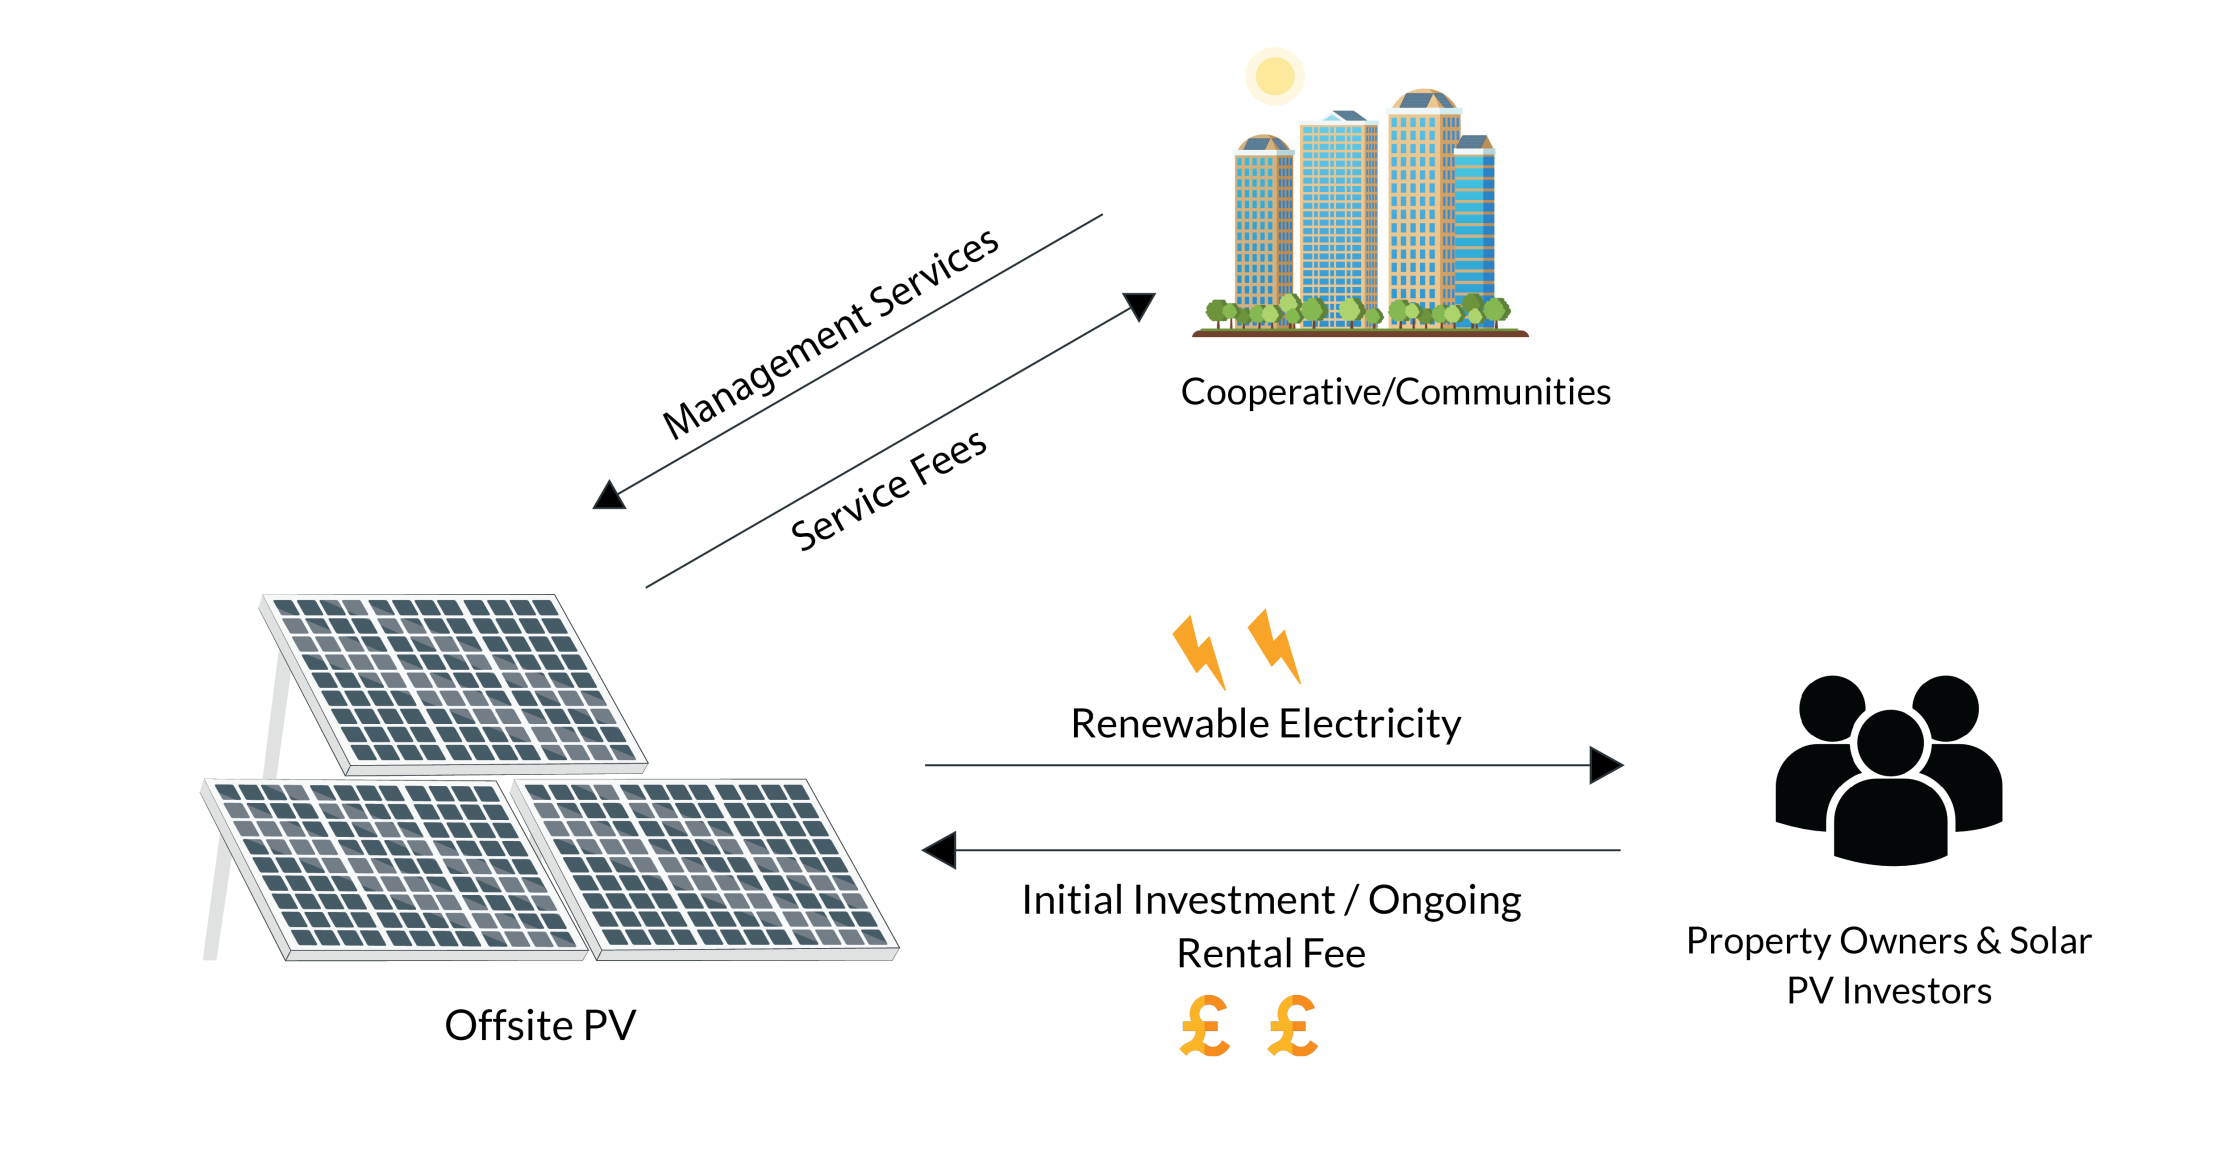 Management Services
Service Fees
Cooperative/Communities
Renewable Electricity
Initial Investment / Ongoing
Rental Fee
££
Offsite PV
Property Owners & Solar
PV Investors